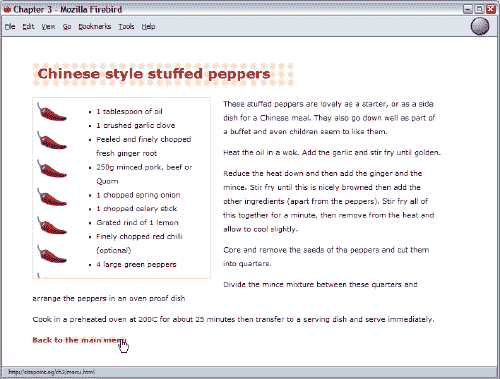 Chapter 3 - Mozilla Firebird
File Edit View Go Bookmarks Tools Help
Chinese style stuffed peppers
1 tablespoon of oil
1 crushed garlic clove
Peeled and finely chopped
fresh ginger root
250g minced pork, beef or
Quorn
1 chopped spring onion
1 chopped celery stick
Grated rind of 1 lemon
Finely chopped red chilli
(optional)
4 large green peppers
These stuffed peppers are lovely as a starter, or as a side
dish for a Chinese meal. They also go down well as part of
a buffet and even children seem to like them.
Heat the oil in a wok. Add the garlic and stir fry until golden.
Reduce the heat down and then add the ginger and the
mince. Stir fry until this is nicely browned then add the
other ingredients (apart from the peppers). Stir fry all of
this together for a minute, then remove from the heat and
allow to cool slightly.
Core and remove the seeds of the peppers and cut them
into quarters.
Divide the mince mixture between these quarters and
arrange the peppers in an oven proof dish
Cook in a preheated oven at 200C for about 25 minutes then transfer to a serving dish and serve immediately.
Back to the main menu
http://sitepoint.ag/ch3/menu.html